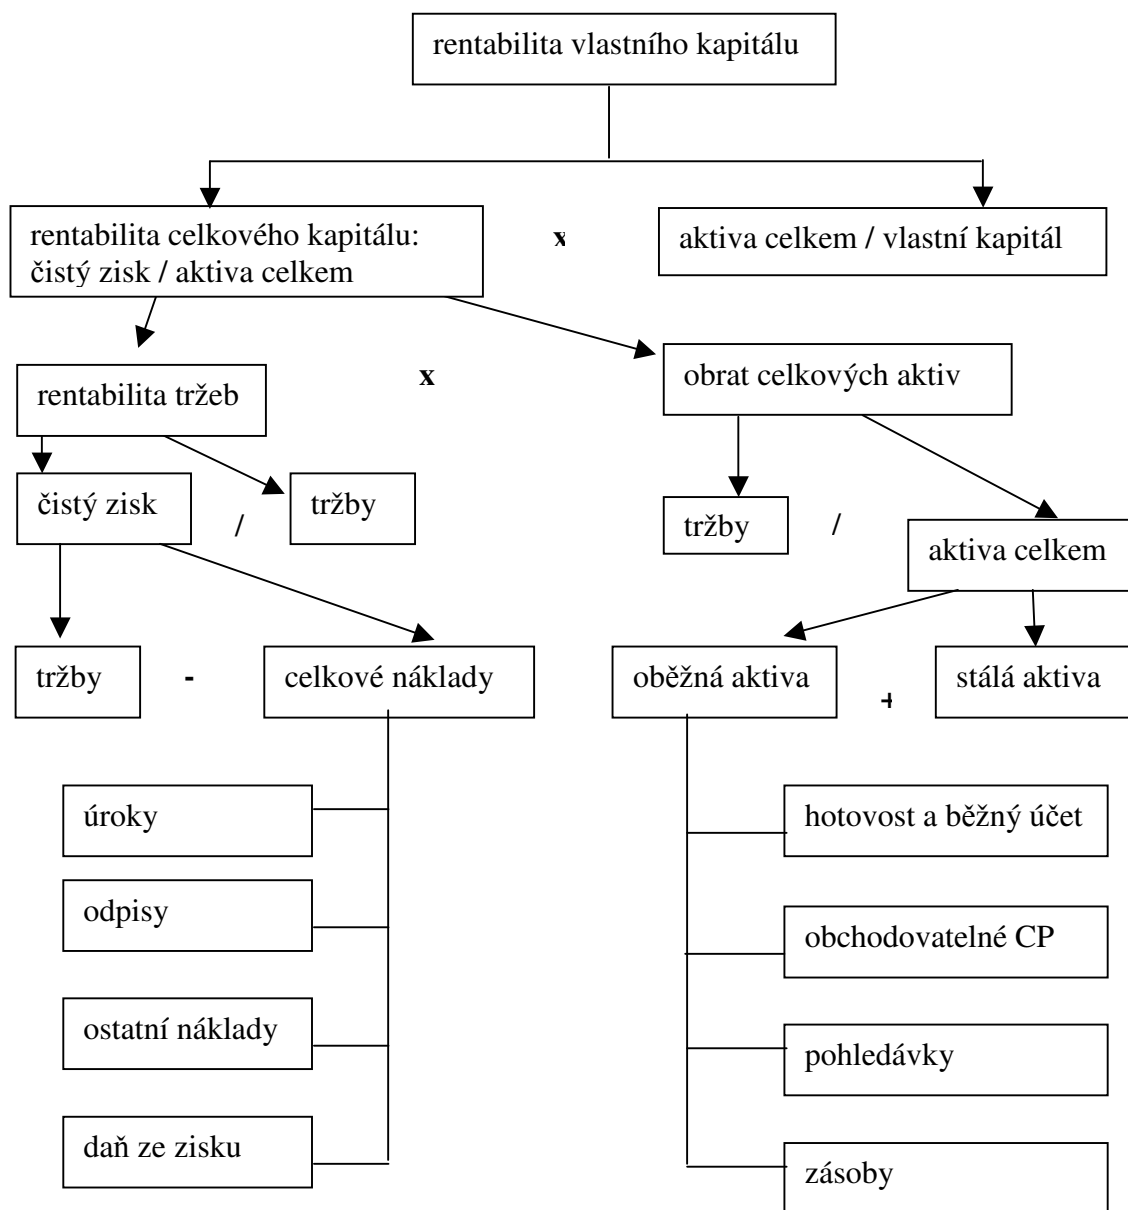 rentabilita vlastního kapitálu
rentabilita celkového kapitálu:
čistý zisk / aktiva celkem
x
aktiva celkem / vlastní kapitál
rentabilita tržeb
x
obrat celkových aktiv
čistý zisk
/
tržby
tržby
/
aktiva celkem
tržby
-
celkové náklady
oběžná aktiva
+
stálá aktiva
úroky
hotovost a běžný účet
odpisy
obchodovatelné CP
ostatní náklady
pohledávky
daň ze zisku
zásoby